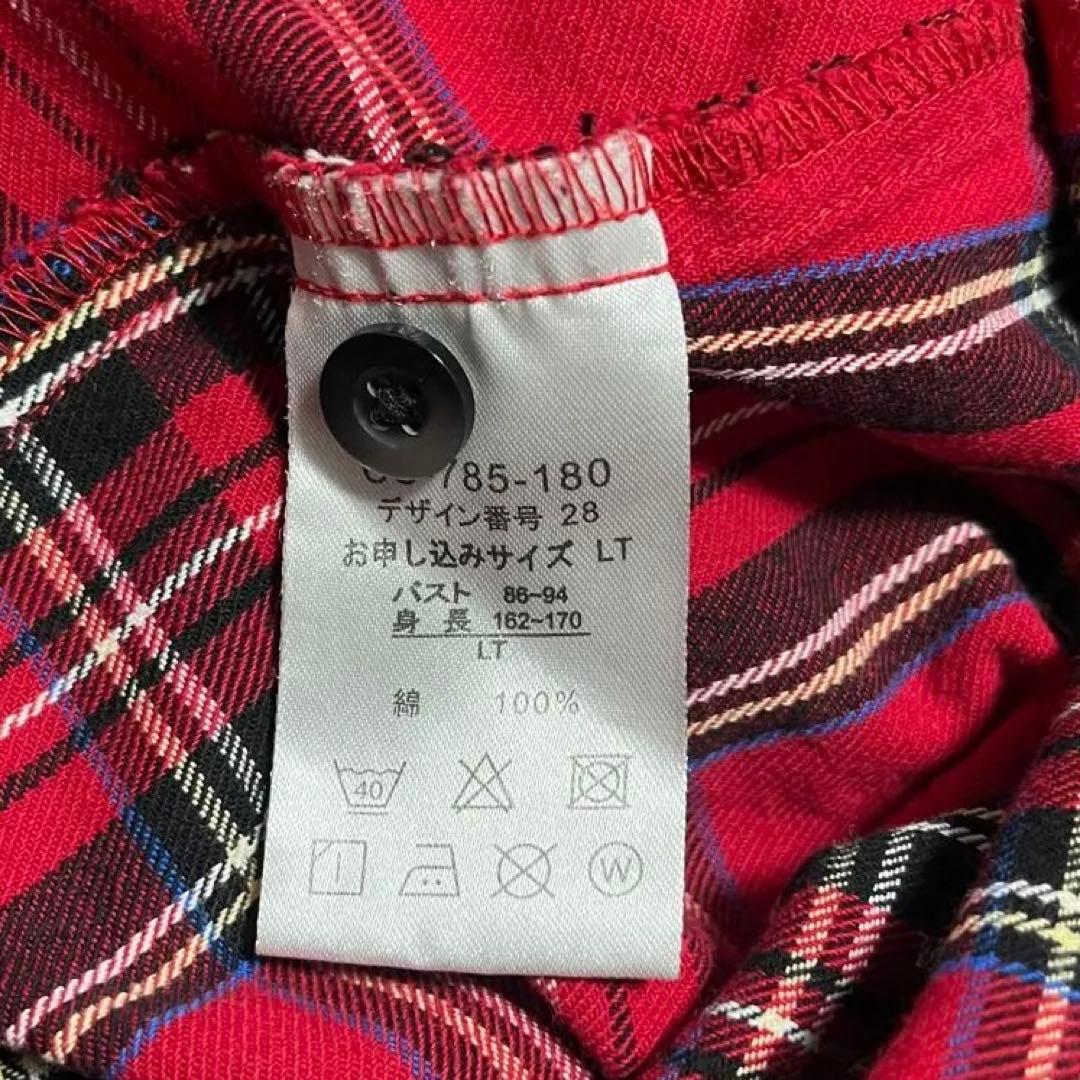 785-180
デザイン番号 28
お申し込みサイズ LT
バスト 86~94
身長 162~170
LT
綿 100%
40
W